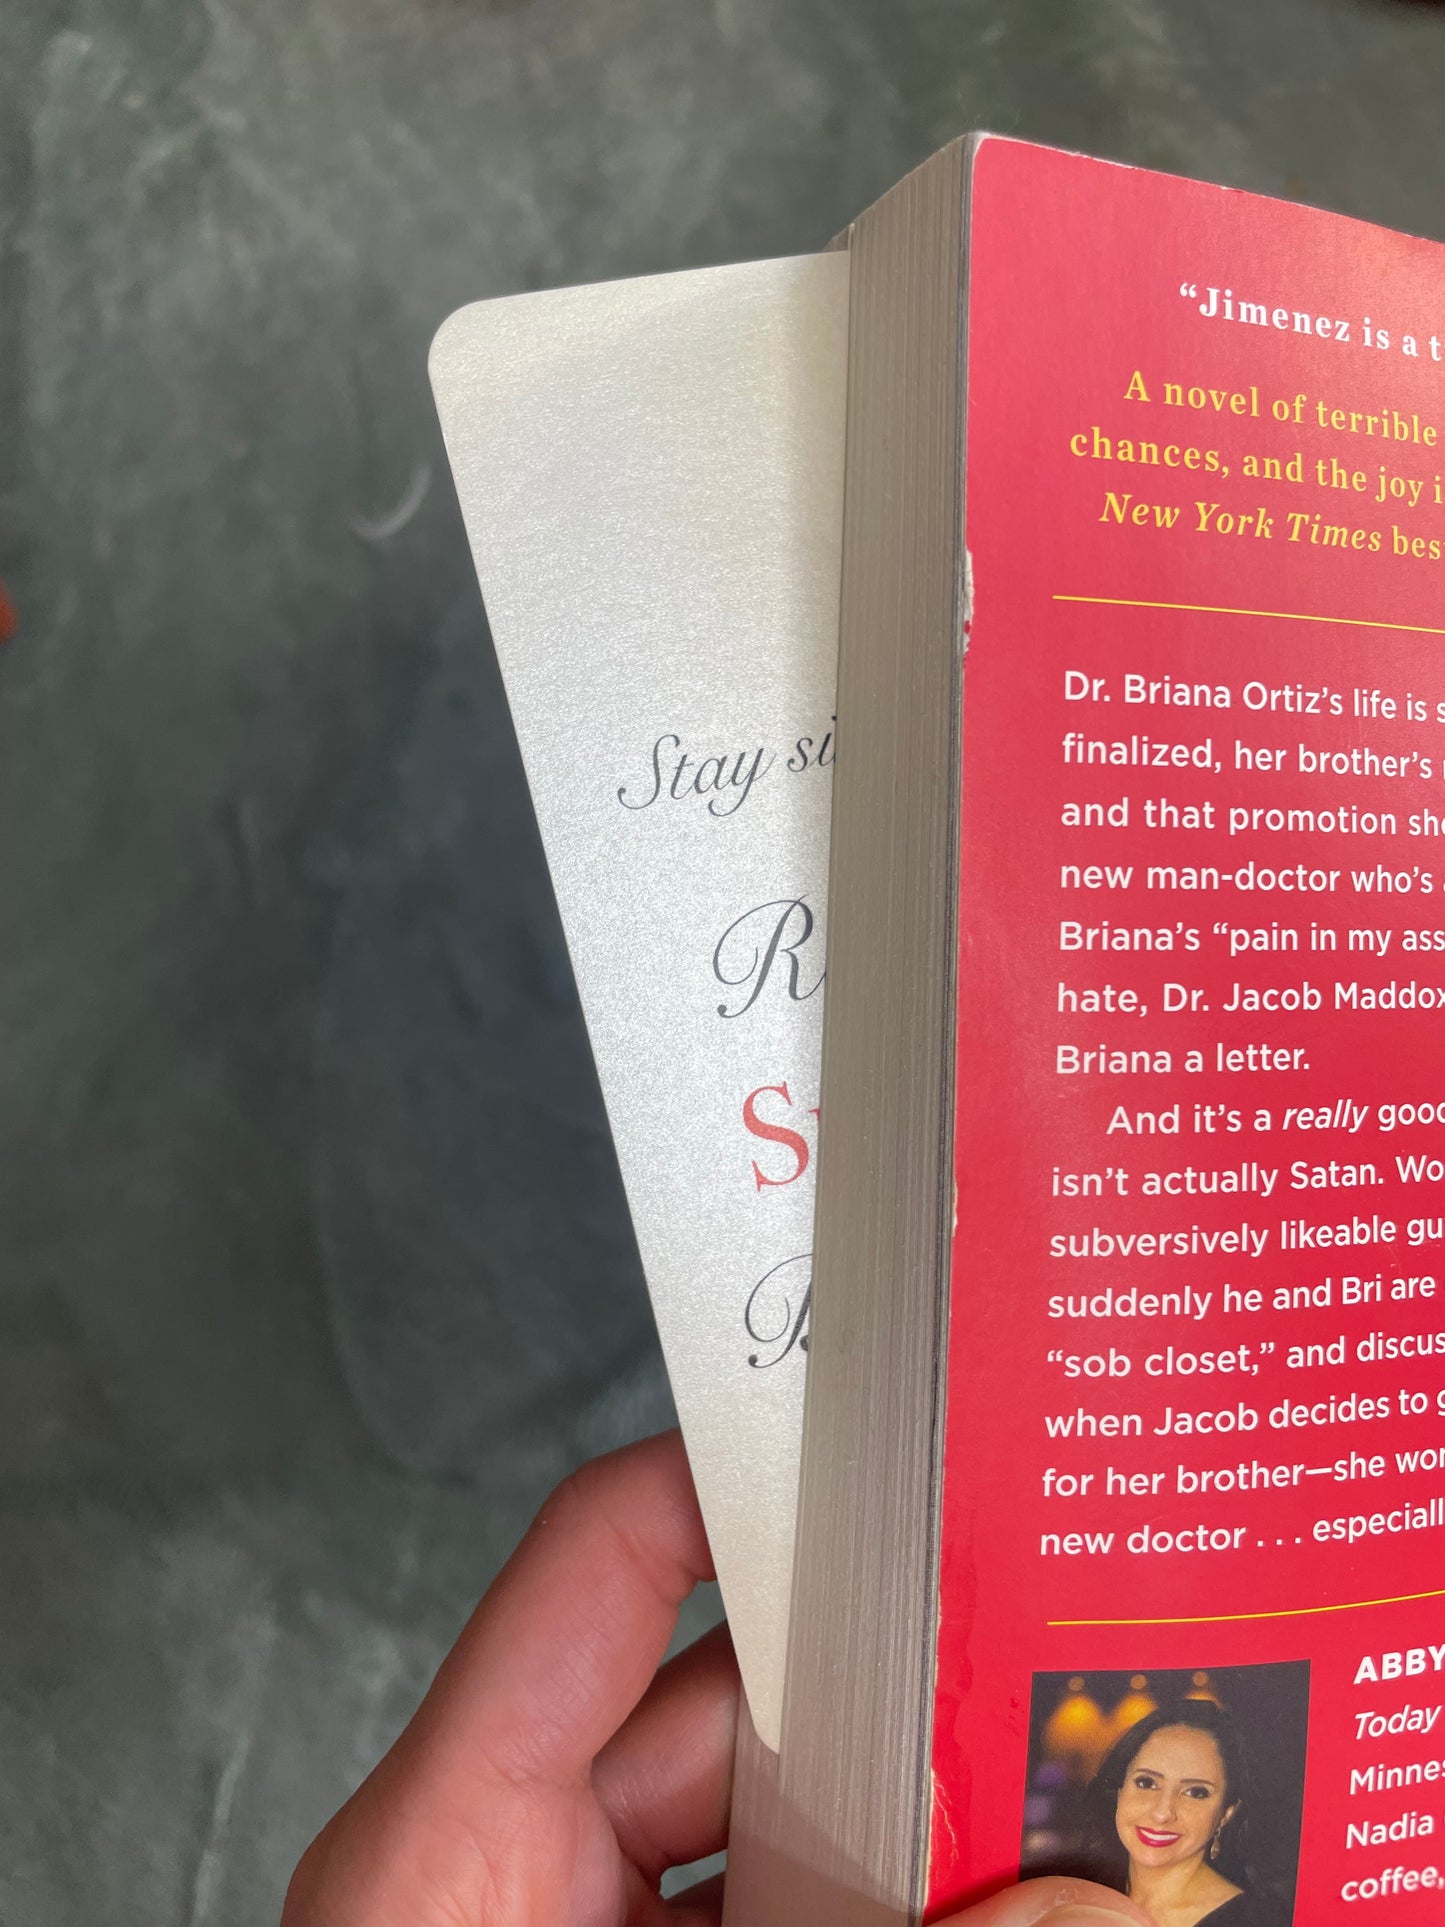 Stay
"Jimenez is a
A novel of terrible
chances, and the joy
New York Times
Dr. Briana Ortiz's life is
finalized, her brother's
and that promotion
new man-doctor who's
Briana's "pain in my ass
hate, Dr. Jacob Maddox
Briana a letter.
And it's a really good
isn't actually Satan.
subversively likeable
suddenly he and Bri are
"sob closet," and
when Jacob decides to
for her brother—she
new doctor . . .
ABBY
Today
Nadia
coffee,